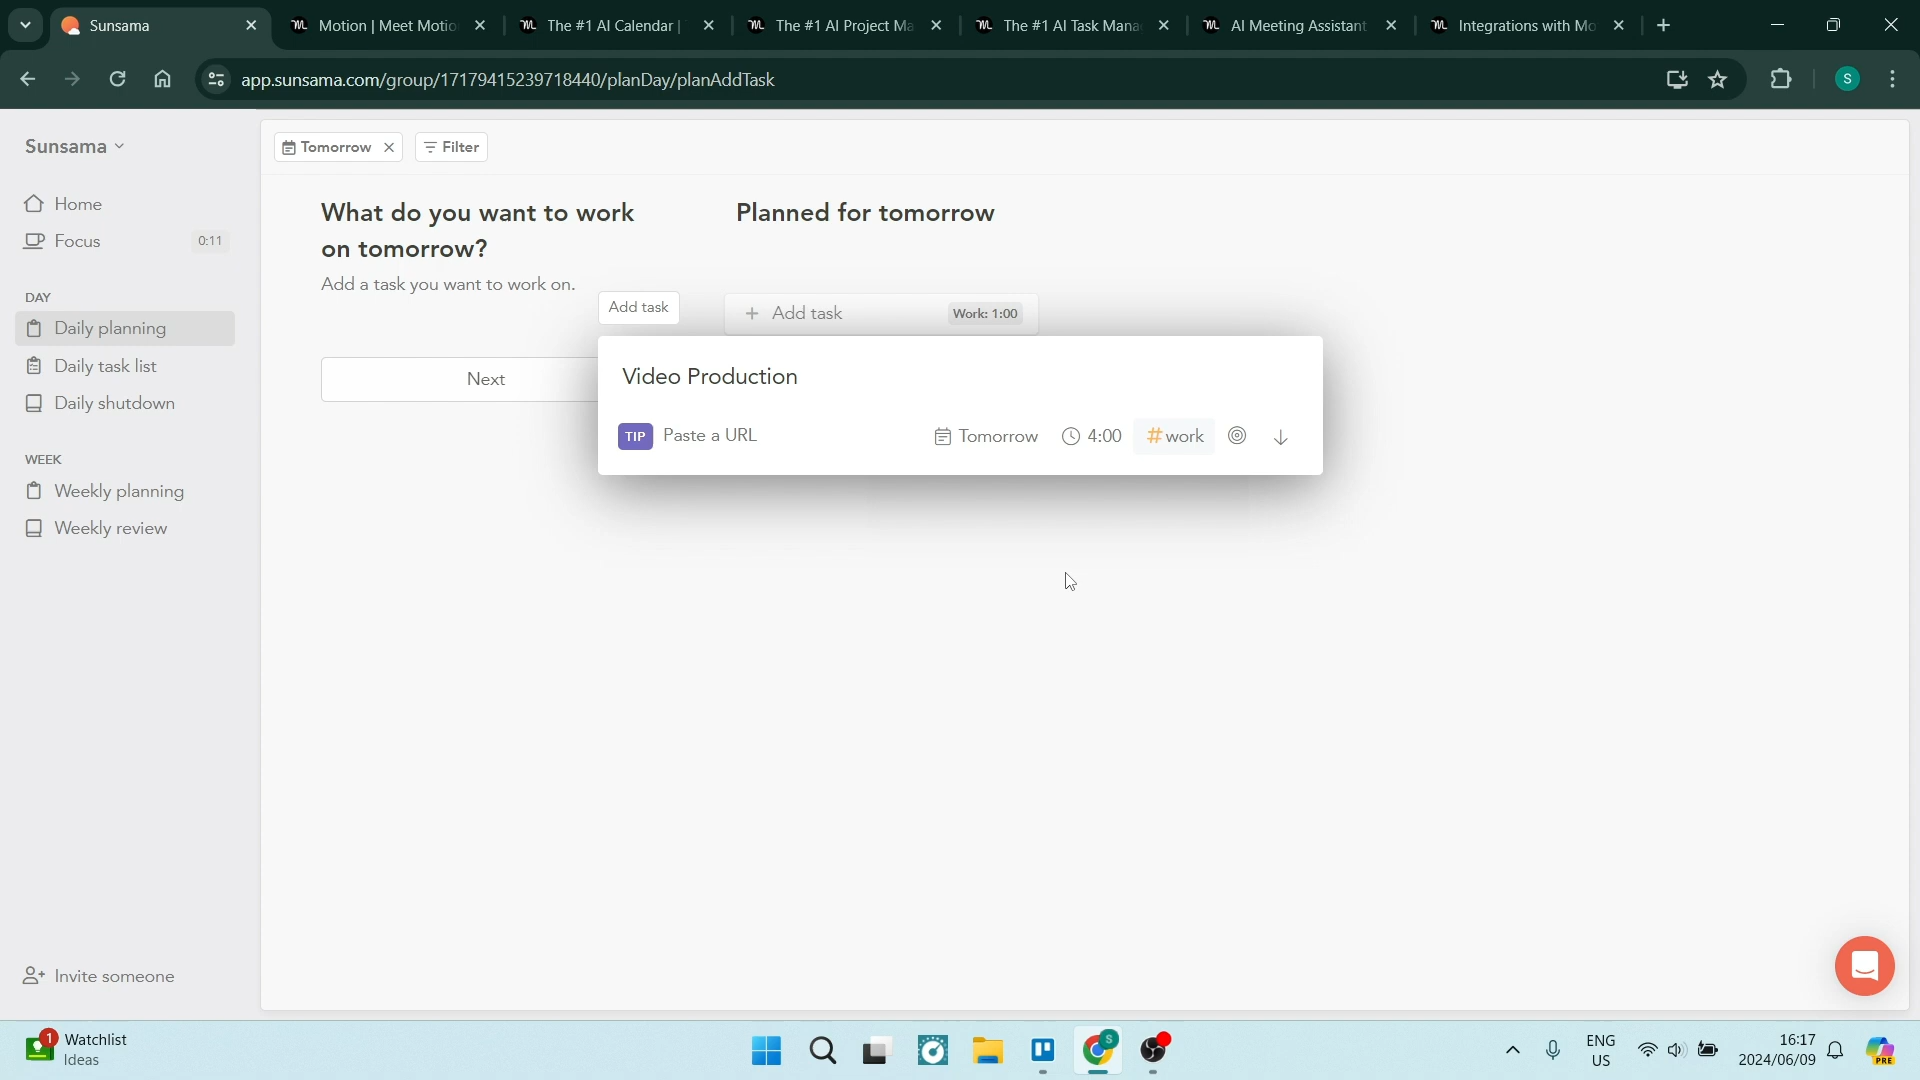 Sunsama
Motion | Meet Motio
The #1 AI Calendar |
The #1 AI Project Ma
The #1 AI Task Mana
AI Meeting Assistant
Integrations with Mo
app.sunsama.com/group/17179415239718440/planDay/planAddTask
S
Sunsama
Home
Focus
0:11
DAY
Daily planning
Daily task list
Daily shutdown
WEEK
Weekly planning
Weekly review
Invite someone
Tomorrow
Filter
What do you want to work
on tomorrow?
Add a task you want to work on.
Next
Planned for tomorrow
Add task
Add task
Work: 1:00
Video Production
TIP
Paste a URL
Tomorrow
4:00
#work
1
Watchlist
Ideas
S
ENG
US
16:17
2024/06/09
PRE